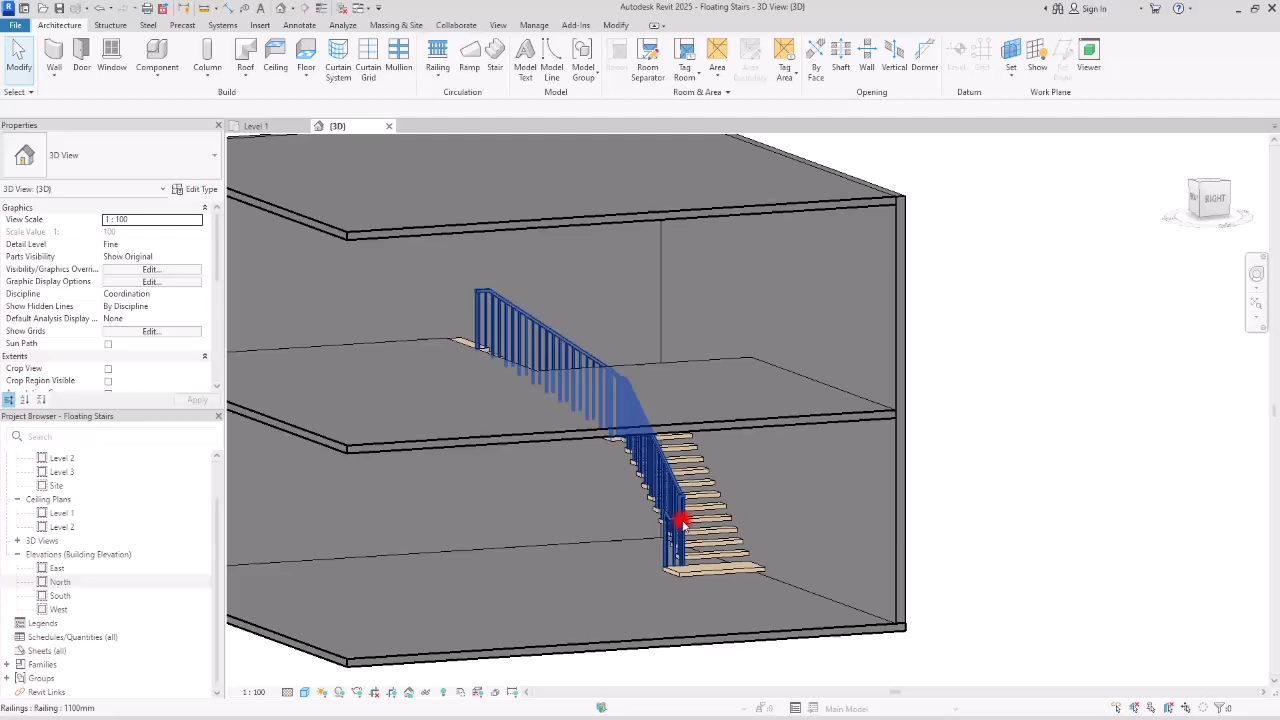 Autodesk Revit 2025 - Floating Stairs - 3D View: {3D}
Sign In
File Architecture Structure Steel Precast Systems Insert Annotate Analyze Massing & Site Collaborate View Manage Add-Ins Modify
Modify Wall Door Window Component Column Roof Ceiling Floor Curtain System Curtain Grid Mullion Railing Ramp Stair Model Text Model Line Model Group Room Separator Tag Room Area Area Boundary Tag Area By Face Shaft Wall Vertical Dormer Level Grid Set Show Ref Plane Viewer
Select Build Circulation Model Room & Area Opening Datum Work Plane
Properties
Level 1
{3D}
3D View
3D View: {3D}
Edit Type
Graphics
View Scale 1 : 100
Scale Value 1: 100
Detail Level Fine
Parts Visibility Show Original
Visibility/Graphics Overri... Edit...
Graphic Display Options Edit...
Discipline Coordination
Show Hidden Lines By Discipline
Default Analysis Display ... None
Show Grids Edit...
Sun Path
Extents
Crop View
Crop Region Visible
Apply
Project Browser - Floating Stairs
Search
Level 2
Level 3
Site
Ceiling Plans
Level 1
Level 2
3D Views
Elevations (Building Elevation)
East
North
South
West
Legends
Schedules/Quantities (all)
Sheets (all)
Families
Groups
Revit Links
RIGHT
1 : 100
Railings : Railing : 1100mm
:0
Main Model
:0